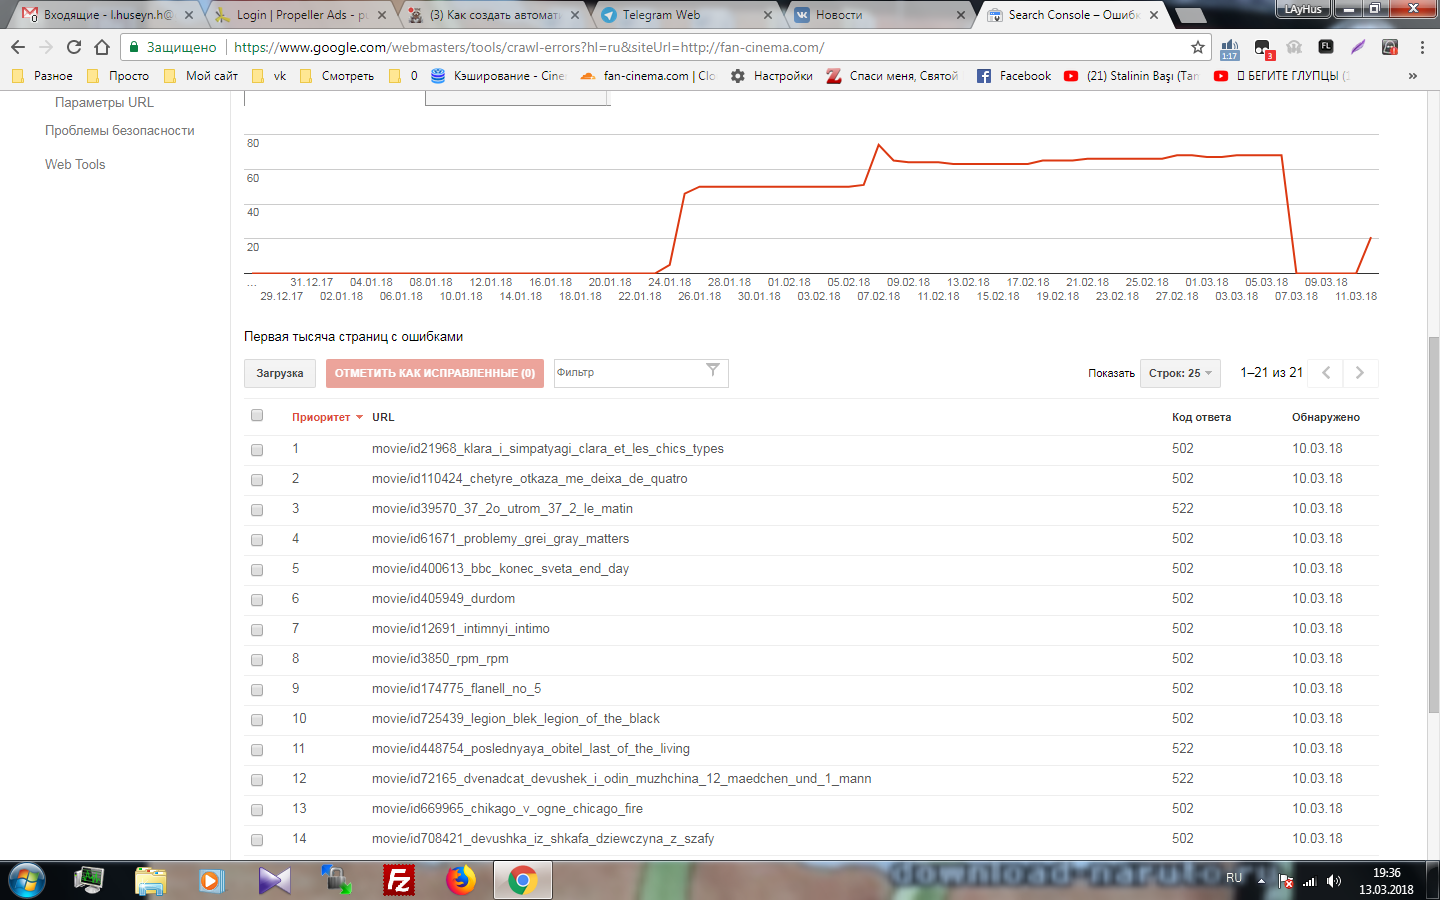 Входящие - l.huseyn.h@
Login | Propeller Ads - pu
(3) Как создать автомати
Telegram Web
Новости
Search Console – Ошибк
LAyHus
Защищено
https://www.google.com/webmasters/tools/crawl-errors?hl=ru&siteUrl=http://fan-cinema.com/
1:17
3
FL
Разное
Просто
Мой сайт
vk
Смотреть
0
Кэширование - Cine
fan-cinema.com | Clo
Настройки
Спаси меня, Святой
Facebook
(21) Stalinin Başı (Tan
БЕГИТЕ ГЛУПЦЫ (1
»
Параметры URL
Проблемы безопасности
Web Tools
80
60
40
20
... 31.12.17 04.01.18 08.01.18 12.01.18 16.01.18 20.01.18 24.01.18 28.01.18 01.02.18 05.02.18 09.02.18 13.02.18 17.02.18 21.02.18 25.02.18 01.03.18 05.03.18 09.03.18
29.12.17 02.01.18 06.01.18 10.01.18 14.01.18 18.01.18 22.01.18 26.01.18 30.01.18 03.02.18 07.02.18 11.02.18 15.02.18 19.02.18 23.02.18 27.02.18 03.03.18 07.03.18 11.03.18
Первая тысяча страниц с ошибками
Загрузка ОТМЕТИТЬ КАК ИСПРАВЛЕННЫЕ (0) Фильтр Показать Строк: 25 1–21 из 21
Приоритет URL Код ответа Обнаружено
1 movie/id21968_klara_i_simpatyagi_clara_et_les_chics_types 502 10.03.18
2 movie/id110424_chetyre_otkaza_me_deixa_de_quatro 502 10.03.18
3 movie/id39570_37_2o_utrom_37_2_le_matin 522 10.03.18
4 movie/id61671_problemy_grei_gray_matters 502 10.03.18
5 movie/id400613_bbc_konec_sveta_end_day 502 10.03.18
6 movie/id405949_durdom 502 10.03.18
7 movie/id12691_intimnyi_intimo 502 10.03.18
8 movie/id3850_rpm_rpm 502 10.03.18
9 movie/id174775_flanell_no_5 502 10.03.18
10 movie/id725439_legion_blek_legion_of_the_black 502 10.03.18
11 movie/id448754_poslednyaya_obitel_last_of_the_living 522 10.03.18
12 movie/id72165_dvenadcat_devushek_i_odin_muzhchina_12_maedchen_und_1_mann 522 10.03.18
13 movie/id669965_chikago_v_ogne_chicago_fire 502 10.03.18
14 movie/id708421_devushka_iz_shkafa_dziewczyna_z_szafy 502 10.03.18
RU
19:36
13.03.2018